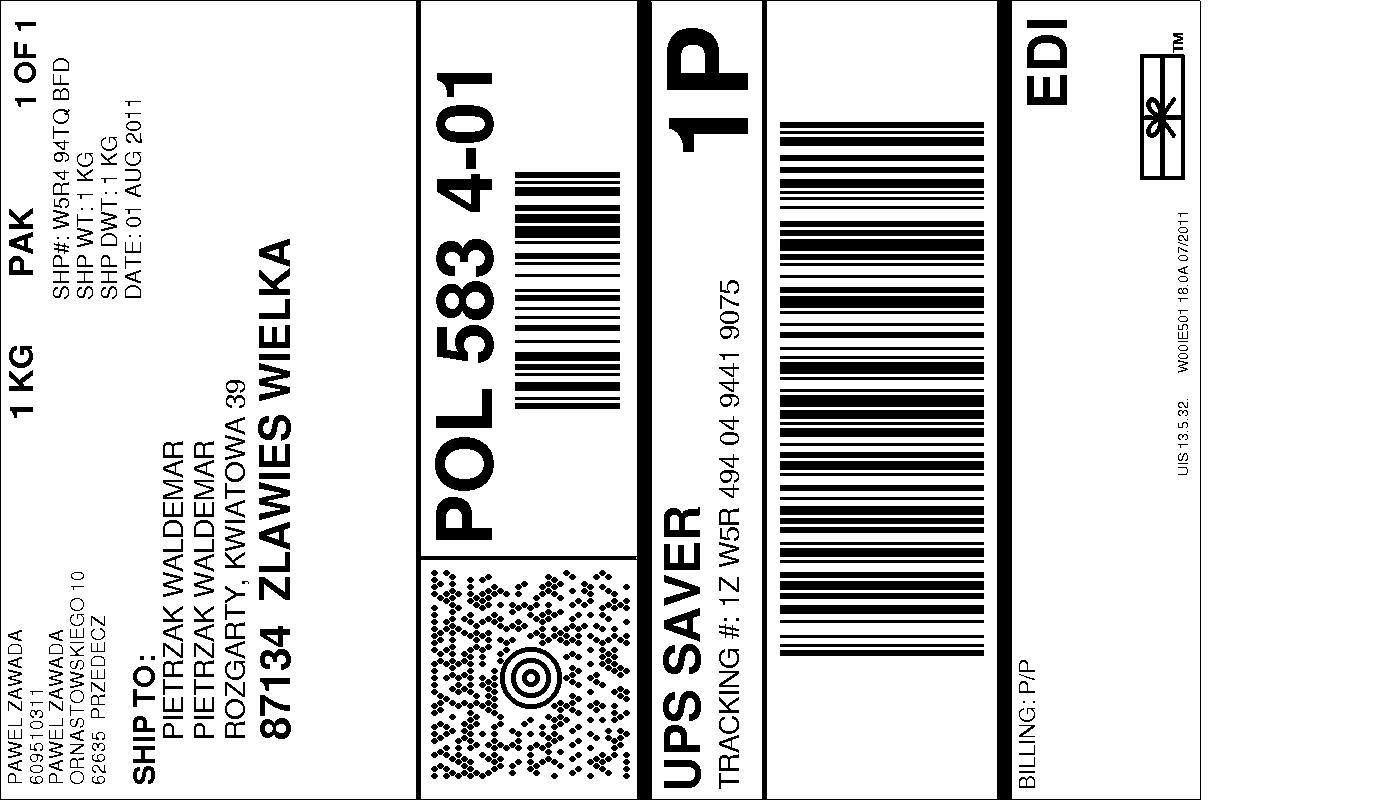 PAWEL ZAWADA
609510311
PAWEL ZAWADA
ORNASTOWSKIEGO 10
62635 PRZEDECZ
1 KG PAK 1 OF 1
SHP#: W5R4 94TQ BFD
SHP WT: 1 KG
SHP DWT: 1 KG
DATE: 01 AUG 2011
SHIP TO:
PIETRZAK WALDEMAR
PIETRZAK WALDEMAR
ROZGARTY, KWIATOWA 39
87134 ZLAWIES WIELKA
POL 583 4-01
UPS SAVER
1P
TRACKING #: 1Z W5R 494 04 9441 9075
BILLING: P/P
EDI
UIS 13.5.32. W00IE501 18.0A 07/2011
TM